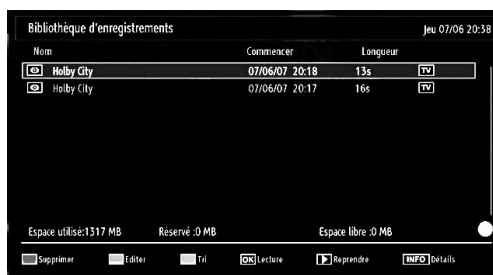 Bibliothèque d'enregistrements Jeu 07/06 20:38
Nom Commencer Longueur
Holby City 07/06/07 20:18 13s TV
Holby City 07/06/07 20:17 16s TV
Espace utilisé:1317 MB Réservé :0 MB Espace libre :0 MB
Supprimer Editer Tri OK Lecture Reprendre INFO Détails